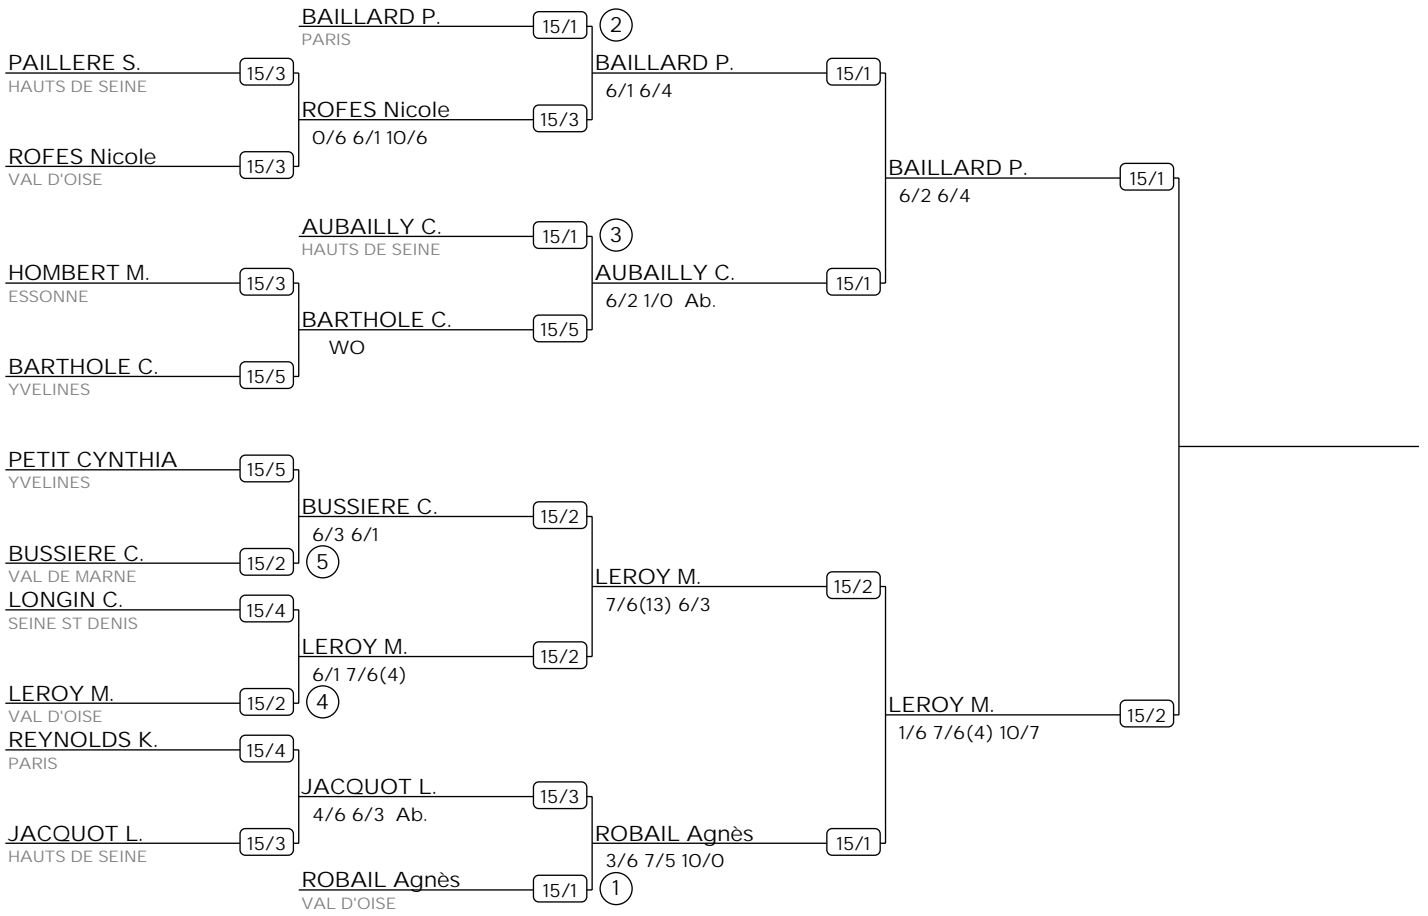 BAILLARD P. 15/1 2
PARIS
PAILLERE S. 15/3
HAUTS DE SEINE
BAILLARD P. 15/1
6/1 6/4
ROFES Nicole 15/3
0/6 6/1 10/6
ROFES Nicole 15/3
VAL D'OISE
BAILLARD P. 15/1
6/2 6/4
AUBAILLY C. 15/1 3
HAUTS DE SEINE
HOMBERT M. 15/3
ESSONNE
AUBAILLY C. 15/1
6/2 1/0 Ab.
BARTHOLE C. 15/5
WO
BARTHOLE C. 15/5
YVELINES
PETIT CYNTHIA 15/5
YVELINES
BUSSIERE C. 15/2
6/3 6/1
BUSSIERE C. 15/2 5
VAL DE MARNE
LEROY M. 15/2
7/6(13) 6/3
LONGIN C. 15/4
SEINE ST DENIS
LEROY M. 15/2
6/1 7/6(4)
LEROY M. 15/2 4
VAL D'OISE
LEROY M. 15/2
1/6 7/6(4) 10/7
REYNOLDS K. 15/4
PARIS
JACQUOT L. 15/3
4/6 6/3 Ab.
JACQUOT L. 15/3
HAUTS DE SEINE
ROBAIL Agnès 15/1
3/6 7/5 10/0
ROBAIL Agnès 15/1 1
VAL D'OISE